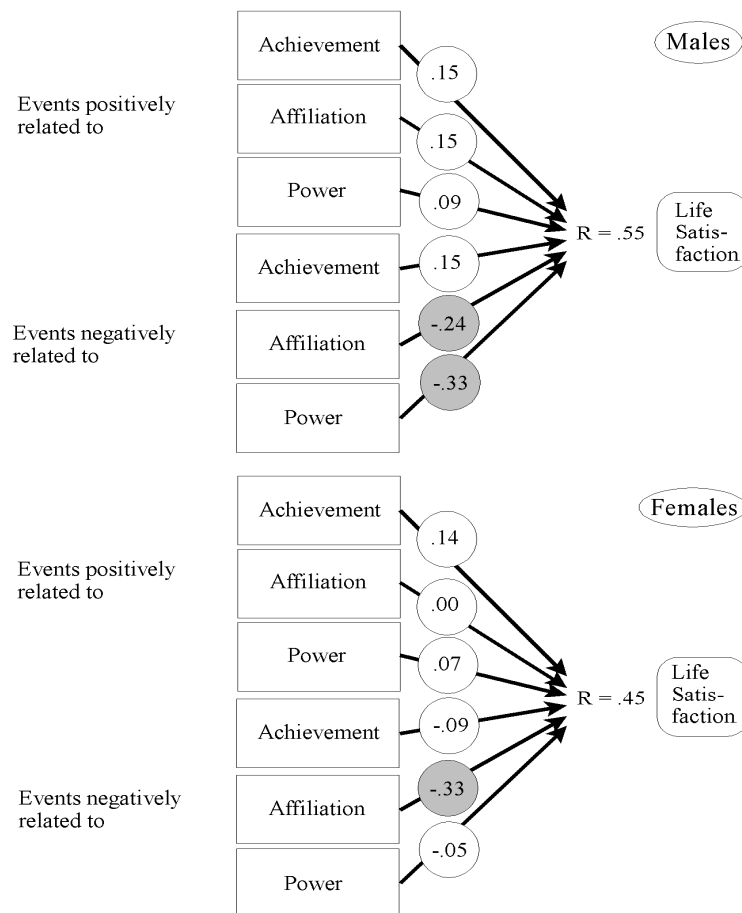 Males
Achievement
.15
Events positively
related to
Affiliation
.15
Power
.09
R = .55
Life
Satis-
faction
Achievement
.15
Events negatively
related to
Affiliation
-.24
Power
-.33
Females
Achievement
.14
Events positively
related to
Affiliation
.00
Power
.07
R = .45
Life
Satis-
faction
Achievement
-.09
Events negatively
related to
Affiliation
-.33
Power
-.05